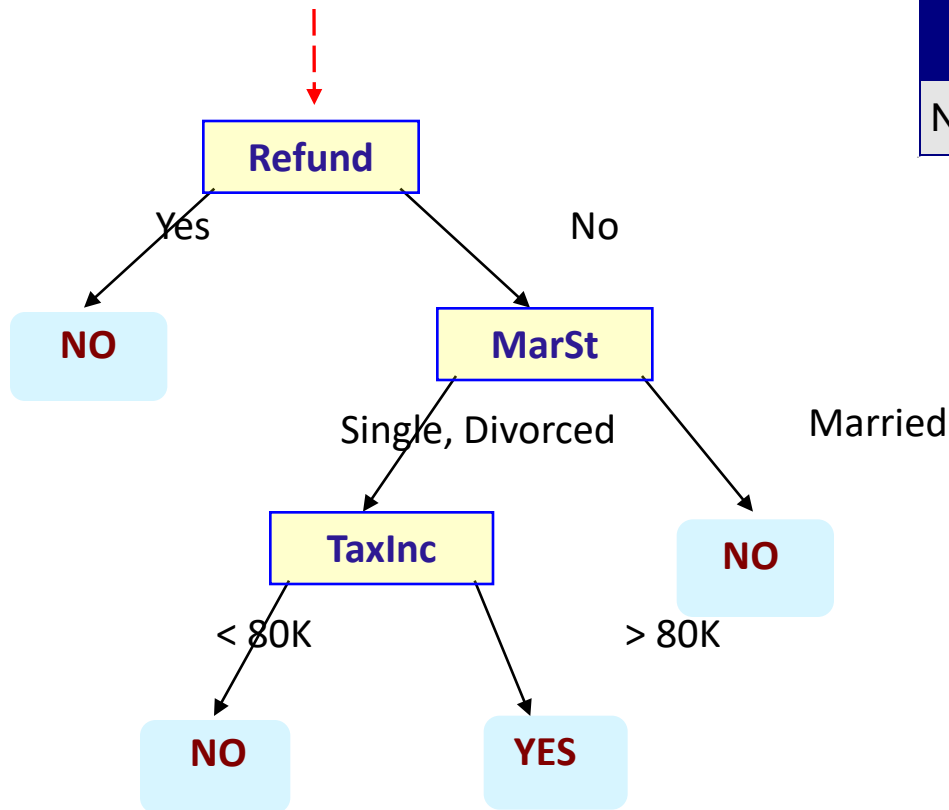 Refund
Yes
No
NO
MarSt
Single, Divorced
Married
TaxInc
NO
< 80K
> 80K
NO
YES